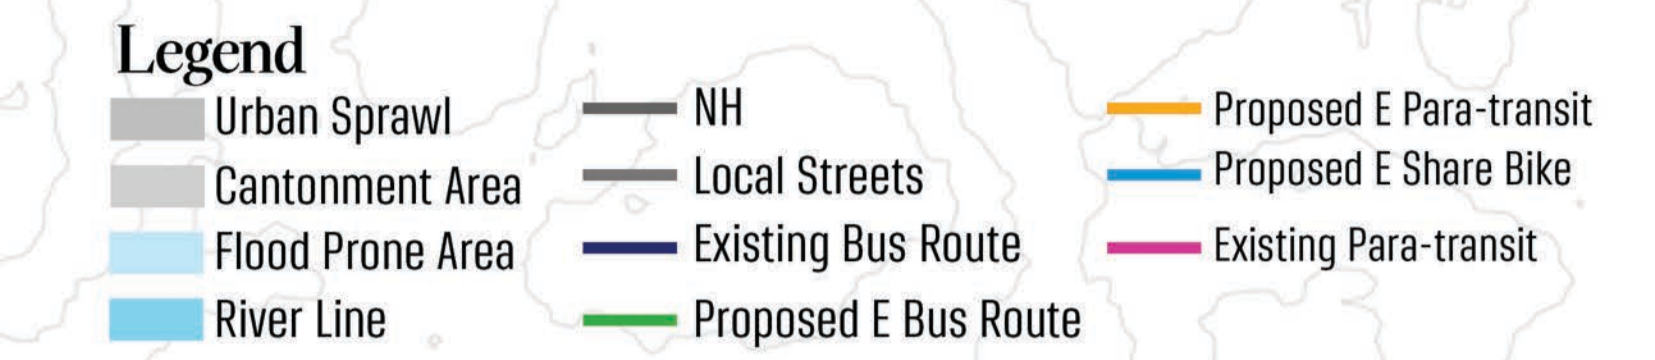 Legend
Urban Sprawl
Cantonment Area
Flood Prone Area
River Line
NH
Local Streets
Existing Bus Route
Proposed E Bus Route
Proposed E Para-transit
Proposed E Share Bike
Existing Para-transit